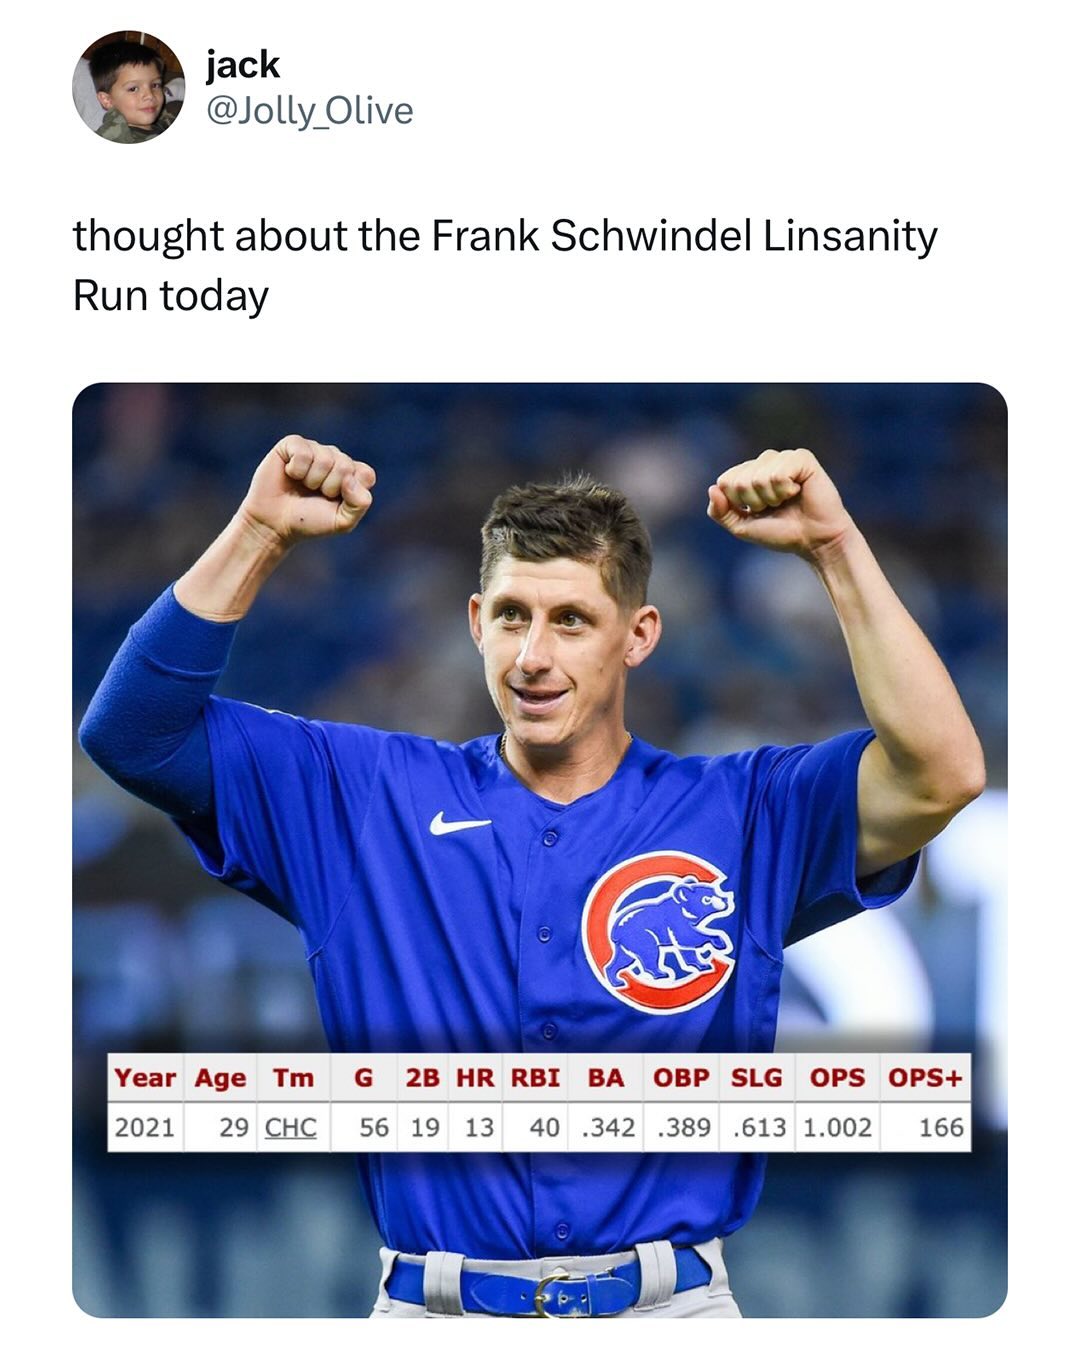 jack
@Jolly_Olive
thought about the Frank Schwindel Linsanity
Run today
Year Age Tm G 2B HR RBI BA OBP SLG OPS OPS+
2021 29 CHC 56 19 13 40 .342 .389 .613 1.002 166